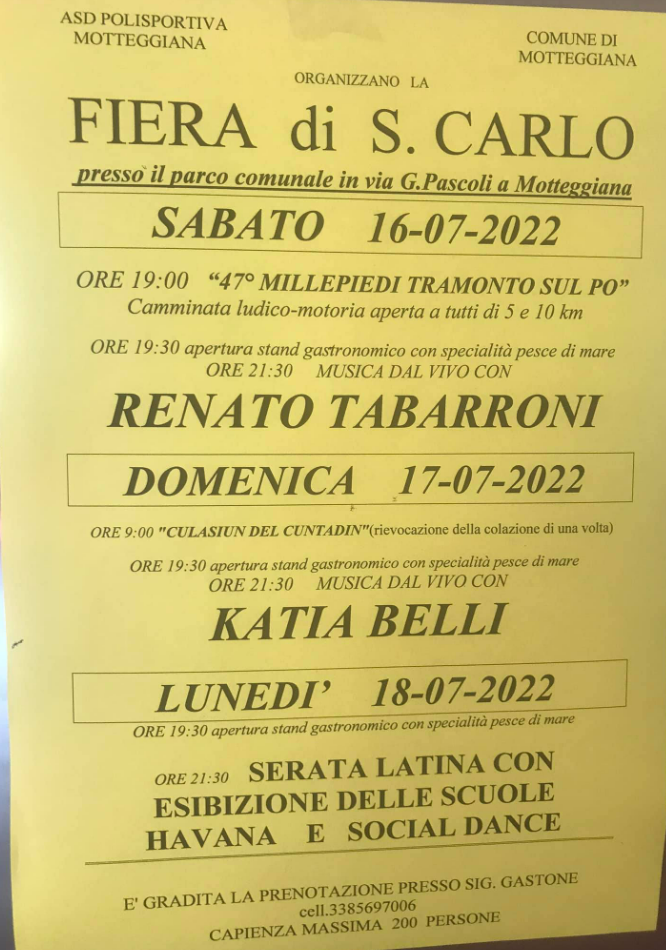 ASD POLISPORTIVA
MOTTEGGIANA
COMUNE DI
MOTTEGGIANA
ORGANIZZANO LA
FIERA di S. CARLO
presso il parco comunale in via G.Pascoli a Motteggiana
SABATO 16-07-2022
ORE 19:00 “47° MILLEPIEDI TRAMONTO SUL PO”
Camminata ludico-motoria aperta a tutti di 5 e 10 km
ORE 19:30 apertura stand gastronomico con specialità pesce di mare
ORE 21:30 MUSICA DAL VIVO CON
RENATO TABARRONI
DOMENICA 17-07-2022
ORE 9:00 "CULASIUN DEL CUNTADIN"(rievocazione della colazione di una volta)
ORE 19:30 apertura stand gastronomico con specialità pesce di mare
ORE 21:30 MUSICA DAL VIVO CON
KATIA BELLI
LUNEDI’ 18-07-2022
ORE 19:30 apertura stand gastronomico con specialità pesce di mare
ORE 21:30 SERATA LATINA CON
ESIBIZIONE DELLE SCUOLE
HAVANA E SOCIAL DANCE
E' GRADITA LA PRENOTAZIONE PRESSO SIG. GASTONE
cell.3385697006
CAPIENZA MASSIMA 200 PERSONE